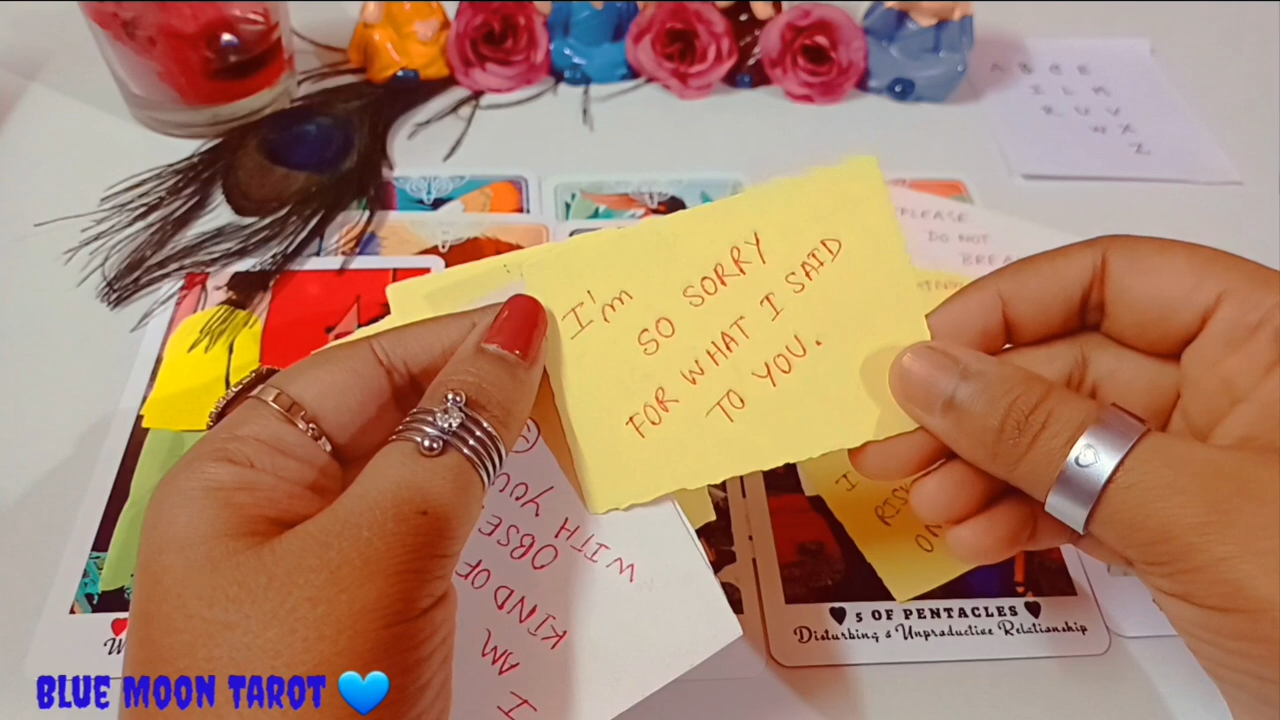 A B C E
I L M
R U V
W X
Z
PLEASE
DO NOT
I'm
SO SORRY
FOR WHAT I SAID
TO YOU.
I
RISK
I AM
KIND OF
WITH YOU
5 OF PENTACLES
Disturbing & Unproductive Relationship
BLUE MOON TAROT